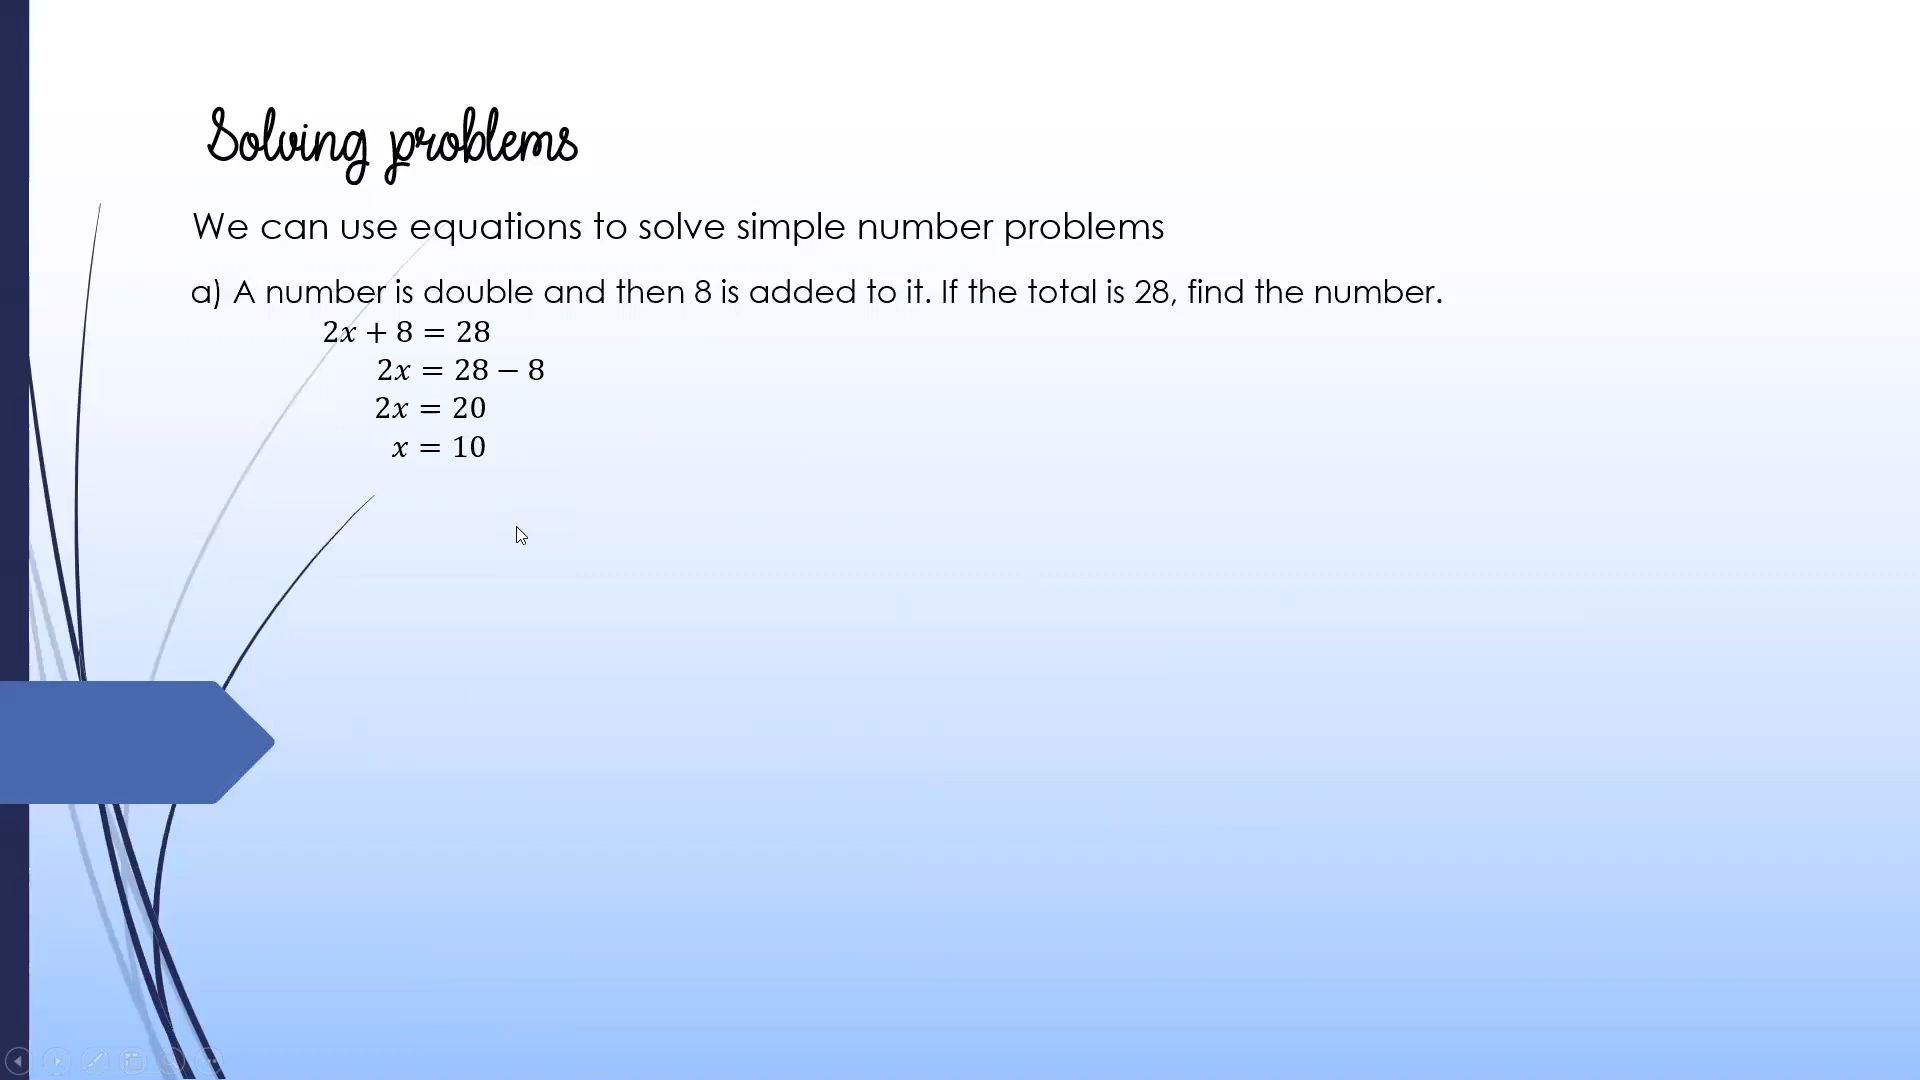 Solving problems
We can use equations to solve simple number problems
a) A number is double and then 8 is added to it. If the total is 28, find the number.
2x + 8 = 28
2x = 28 − 8
2x = 20
x = 10